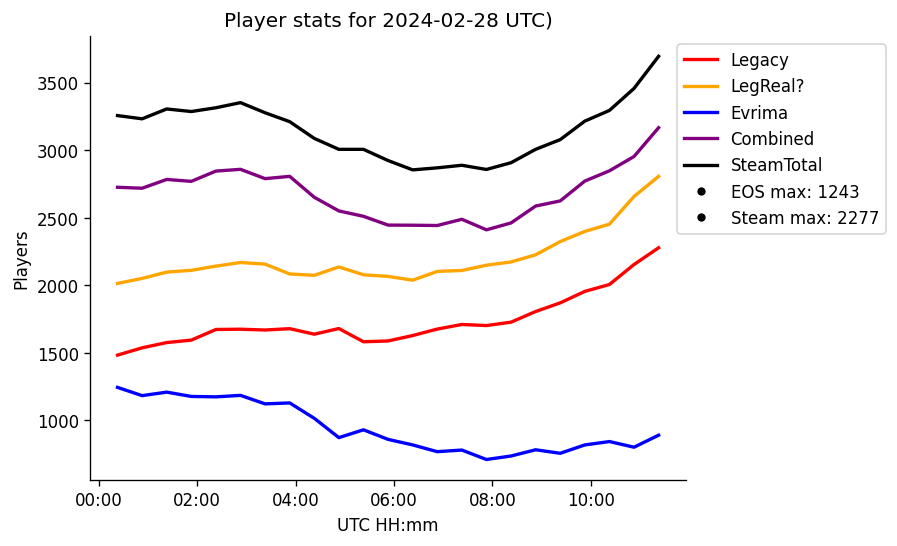 Player stats for 2024-02-28 UTC)
Players
3500
3000
2500
2000
1500
1000
00:00 02:00 04:00 06:00 08:00 10:00
UTC HH:mm
Legacy
LegReal?
Evrima
Combined
SteamTotal
EOS max: 1243
Steam max: 2277